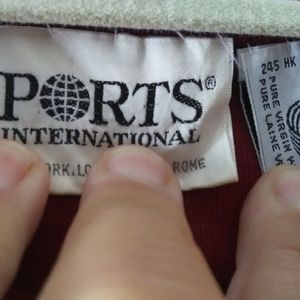 PORTS®
INTERNATIONAL
ROME
245 HK
PURE VIRGIN
PURE LAINE